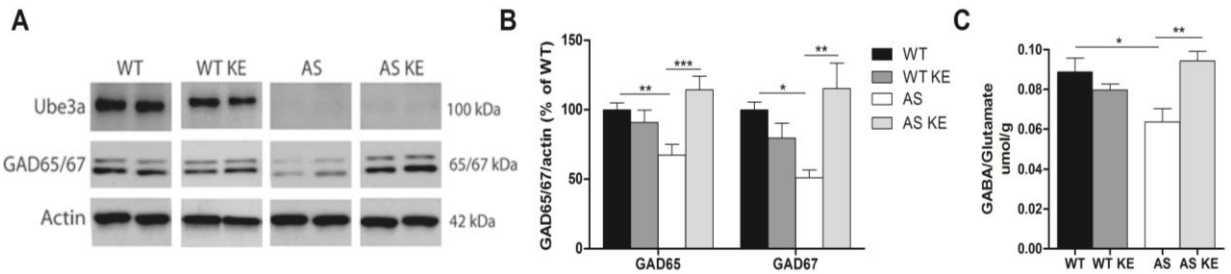 A
WT
WT KE
AS
AS KE
Ube3a
100 kDa
GAD65/67
65/67 kDa
Actin
42 kDa
B
GAD65/67/actin (% of WT)
150
100
50
0
** ***
* **
GAD65
GAD67
WT
WT KE
AS
AS KE
C
GABA/Glutamate
umol/g
0.10
0.08
0.06
0.04
0.02
0.00
* **
WT WT KE AS AS KE